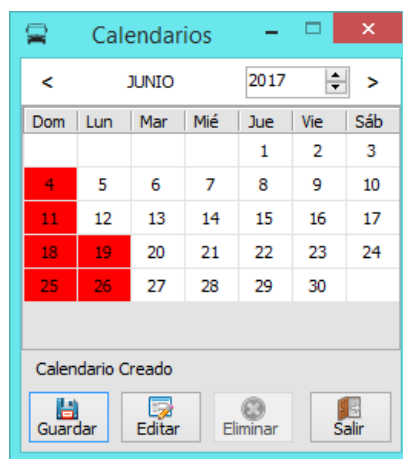 Calendarios
< JUNIO 2017 >
Dom Lun Mar Mié Jue Vie Sáb
1 2 3
4 5 6 7 8 9 10
11 12 13 14 15 16 17
18 19 20 21 22 23 24
25 26 27 28 29 30
Calendario Creado
Guardar Editar Eliminar Salir